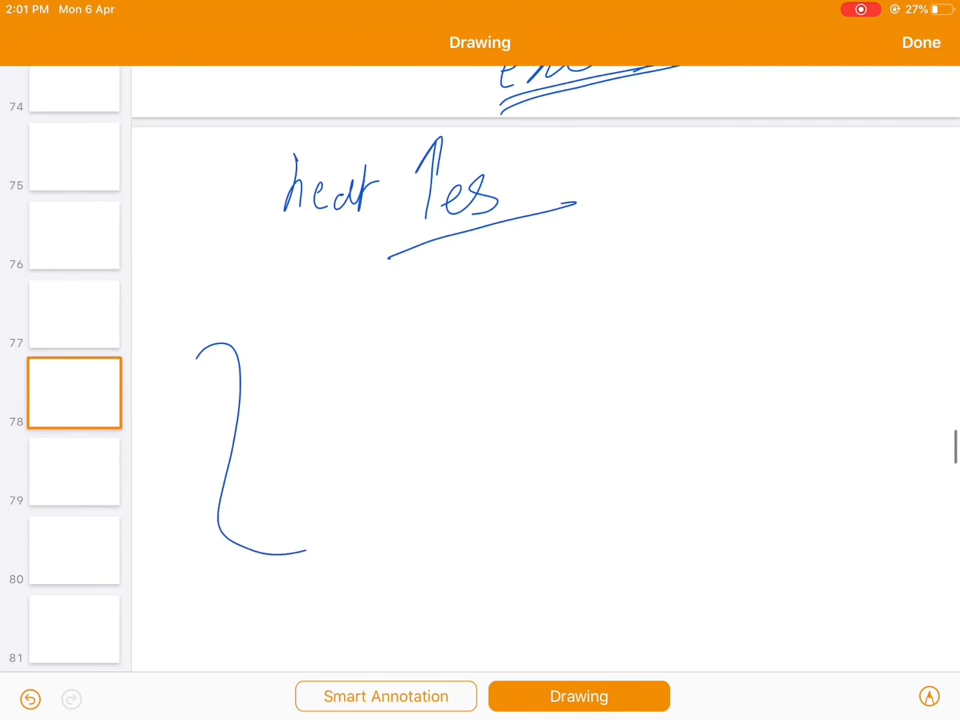 2:01 PM Mon 6 Apr 27%
Drawing Done
74
heat ↑es
75
76
77
78
79
80
81
Smart Annotation Drawing